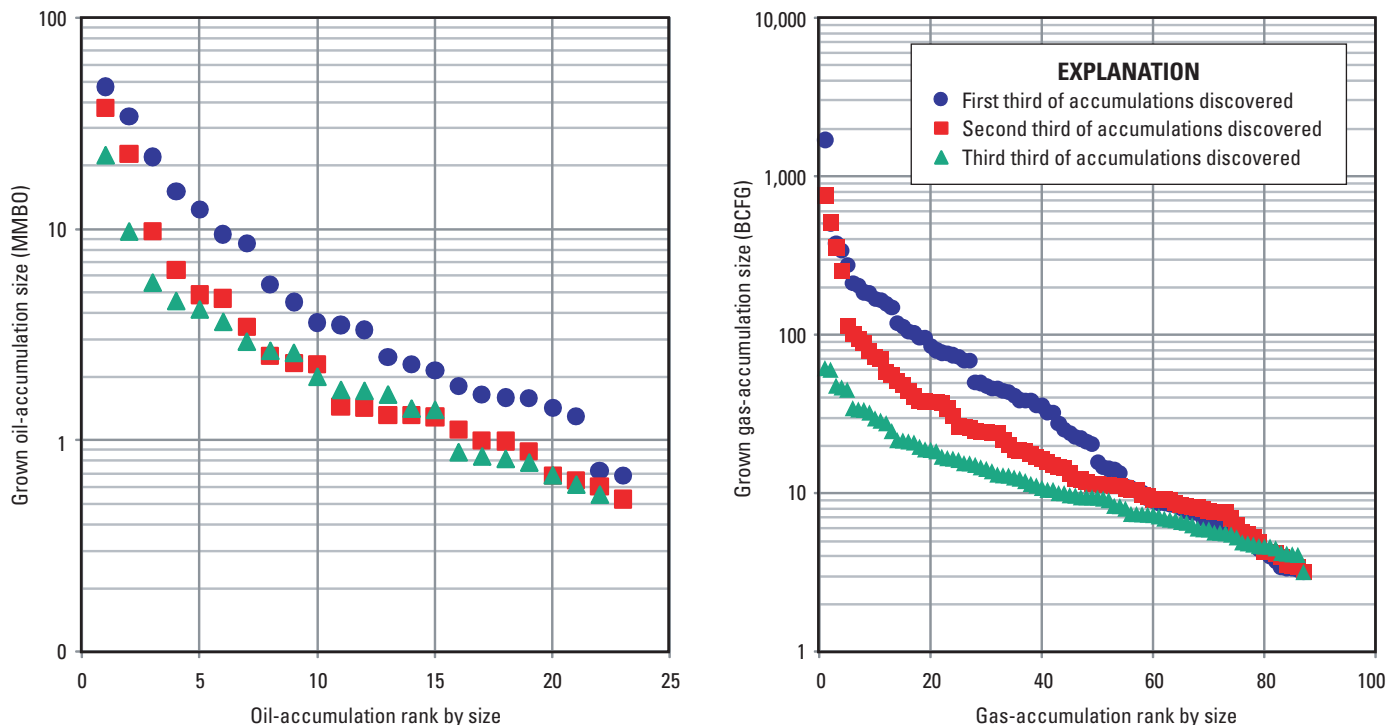 100
10
1
0
Grown oil-accumulation size (MMBO)
0
5
10
15
20
25
Oil-accumulation rank by size
10,000
1,000
100
10
1
Grown gas-accumulation size (BCFG)
EXPLANATION
First third of accumulations discovered
Second third of accumulations discovered
Third third of accumulations discovered
0
20
40
60
80
100
Gas-accumulation rank by size